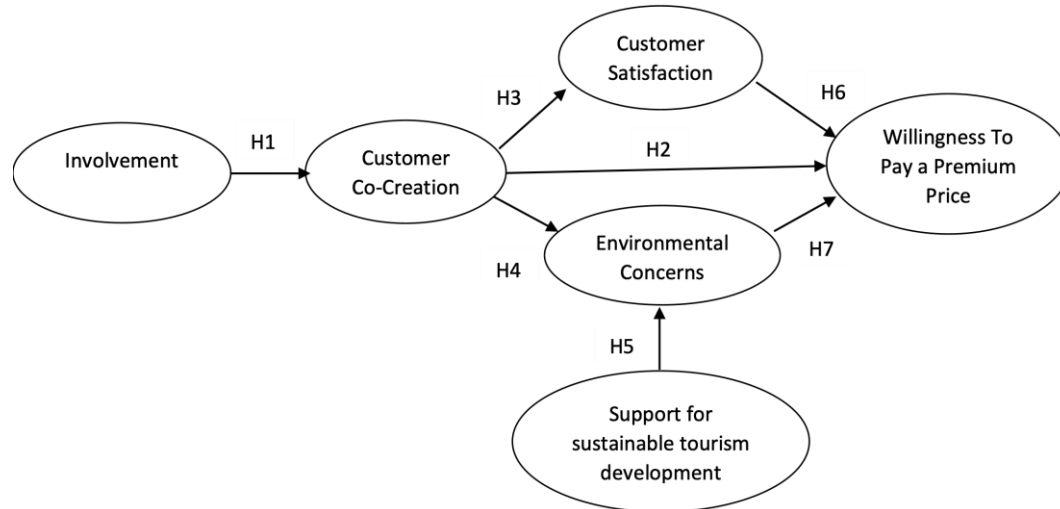 Customer
Satisfaction
H3
H6
Involvement
H1
Customer
Co-Creation
H2
Willingness To
Pay a Premium
Price
H4
Environmental
Concerns
H7
H5
Support for
sustainable tourism
development